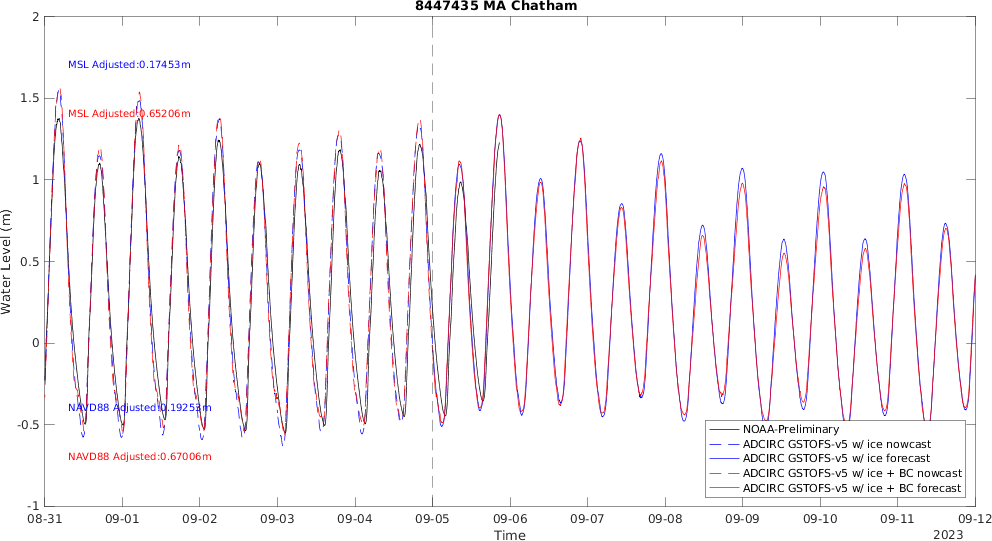 8447435 MA Chatham
2
1.5
1
0.5
0
-0.5
-1
Water Level (m)
MSL Adjusted:0.17453m
MSL Adjusted:0.65206m
NAVD88 Adjusted:0.19253m
NAVD88 Adjusted:0.67006m
NOAA-Preliminary
ADCIRC GSTOFS-v5 w/ ice nowcast
ADCIRC GSTOFS-v5 w/ ice forecast
ADCIRC GSTOFS-v5 w/ ice + BC nowcast
ADCIRC GSTOFS-v5 w/ ice + BC forecast
08-31 09-01 09-02 09-03 09-04 09-05 09-06 09-07 09-08 09-09 09-10 09-11 09-12
Time
2023